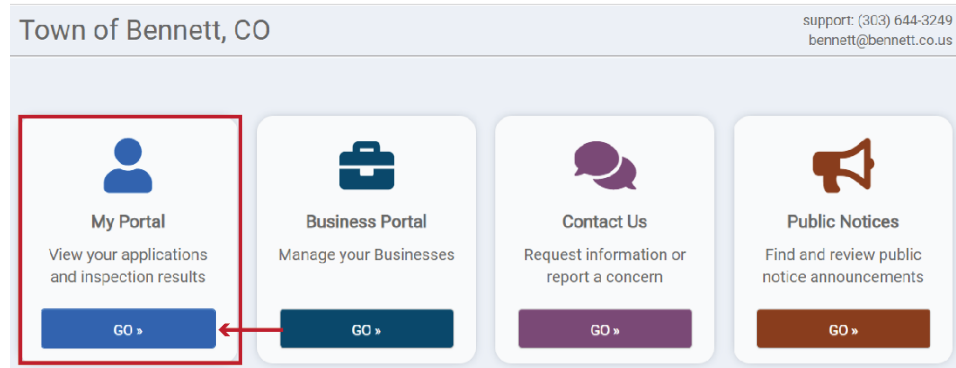 Town of Bennett, CO
support: (303) 644-3249
bennett@bennett.co.us
My Portal
View your applications
and inspection results
GO »
Business Portal
Manage your Businesses
GO »
Contact Us
Request information or
report a concern
GO »
Public Notices
Find and review public
notice announcements
GO »